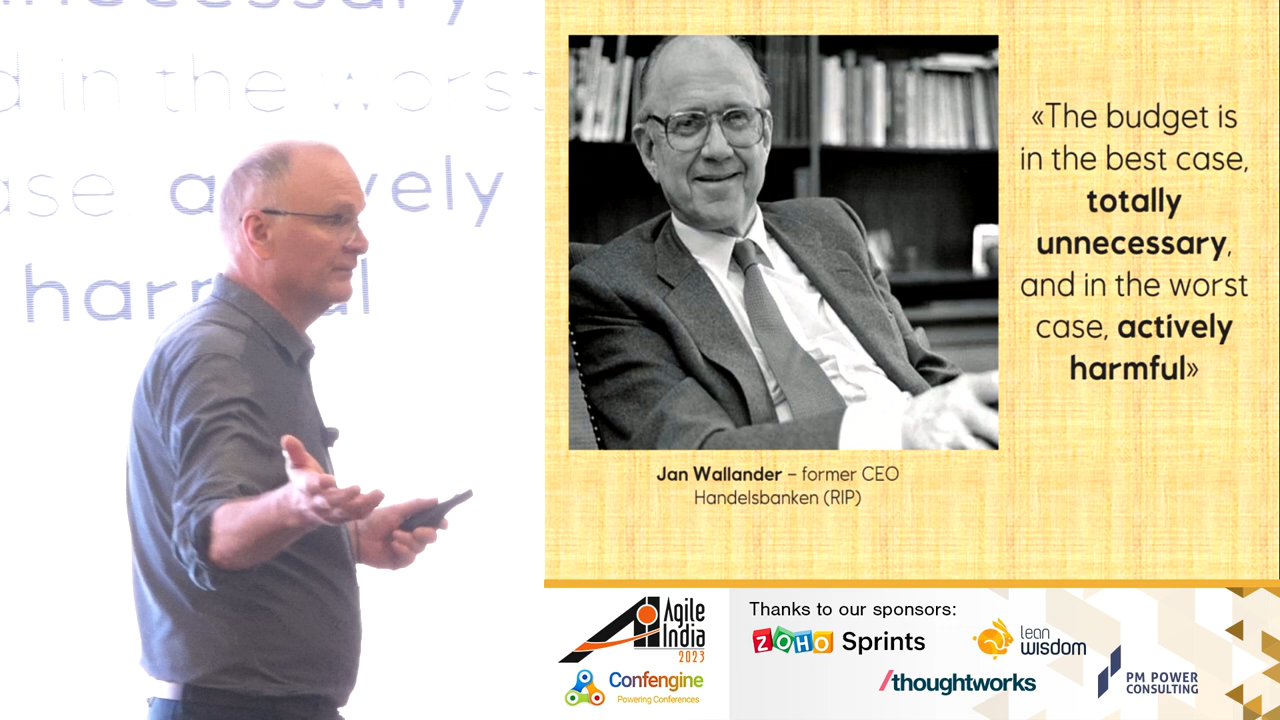 unnecessary
d in the worst
ase actively
harmful
«The budget is
in the best case,
totally
unnecessary,
and in the worst
case, actively
harmful»
Jan Wallander – former CEO
Handelsbanken (RIP)
Agile
India
2023
Confengine
Powering Conferences
Thanks to our sponsors:
ZOHO Sprints
lean
wisdom
/thoughtworks
PM POWER
CONSULTING